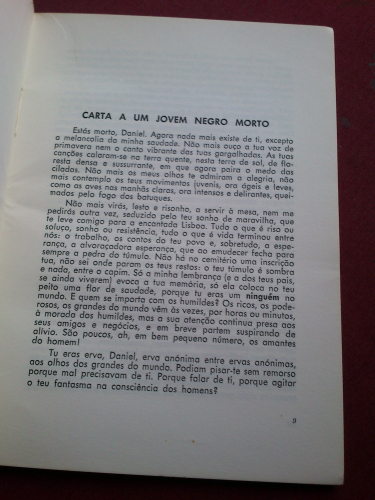 CARTA A UM JOVEM NEGRO MORTO
Estás morto, Daniel. Agora nada mais existe de ti, excepto
a melancolia da minha saudade. Não mais ouço a tua voz de
primavera nem o canto vibrante das tuas gargalhadas. As tuas
canções calaram-se na terra quente, nesta terra de sol, de flo-
resta densa e sussurrante, em que agora paira o medo das
ciladas. Não mais os meus olhos te admiram a alegria, não
mais contemplo os teus movimentos juvenis, ora ágeis e leves,
como as aves nas manhãs claras, ora intensos e delirantes, quei-
mados pelo fogo dos batuques.
Não mais virás, lesto e risonho, a servir à mesa, nem me
pedirás outra vez, seduzido pelo teu sonho de maravilha, que
te leve comigo para a encantada Lisboa. Tudo o que é riso ou
soluço, sonho ou resistência, tudo o que é vida terminou entre
nós: o trabalho, os contos do teu povo e, sobretudo, a espe-
rança, a alvoraçadora esperança, que ao emudecer fecha para
sempre a pedra do túmulo. Não há no cemitério uma inscrição
tua, não sei onde param os teus restos: o teu túmulo é sombra
e nada, entre o capim. Só a minha lembrança (e a dos teus pais,
se ainda viverem) evoca a tua memória, só ela coloca no teu
peito uma flor de saudade, porque tu eras um ninguém no
mundo. E quem se importa com os humildes? Os ricos, os pode-
rosos, os grandes do mundo vêm às vezes, por horas ou minutos,
à morada dos humildes, mas a sua atenção continua presa aos
seus amigos e negócios, e em breve partem suspirando de
alívio. São poucos, ah, em bem pequeno número, os amantes
do homem!
Tu eras erva, Daniel, erva anónima entre ervas anónimas,
aos olhos dos grandes do mundo. Podiam pisar-te sem remorso
porque mal precisavam de ti. Porque falar de ti, porque agitar
o teu fantasma na consciência dos homens?
9